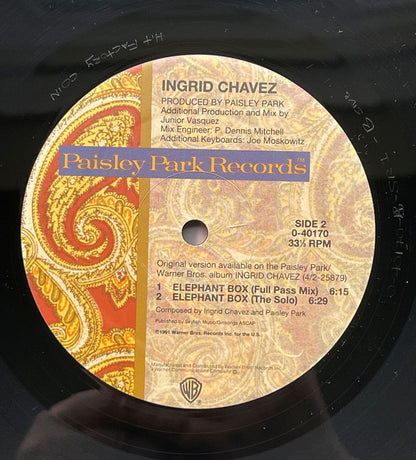 INGRID CHAVEZ
PRODUCED BY PAISLEY PARK
Additional Production and Mix by
Junior Vasquez
Mix Engineer: P. Dennis Mitchell
Additional Keyboards: Joe Moskowitz
Paisley Park Records™
SIDE 2
0-40170
33⅓ RPM
Original version available on the Paisley Park/
Warner Bros. album INGRID CHAVEZ (4/2-25879)
1 ELEPHANT BOX (Full Pass Mix) 6:15
2 ELEPHANT BOX (The Solo) 6:29
Composed by Ingrid Chavez and Paisley Park
©1991 Warner Bros. Records Inc. for the U.S.
WB
Hit Factory